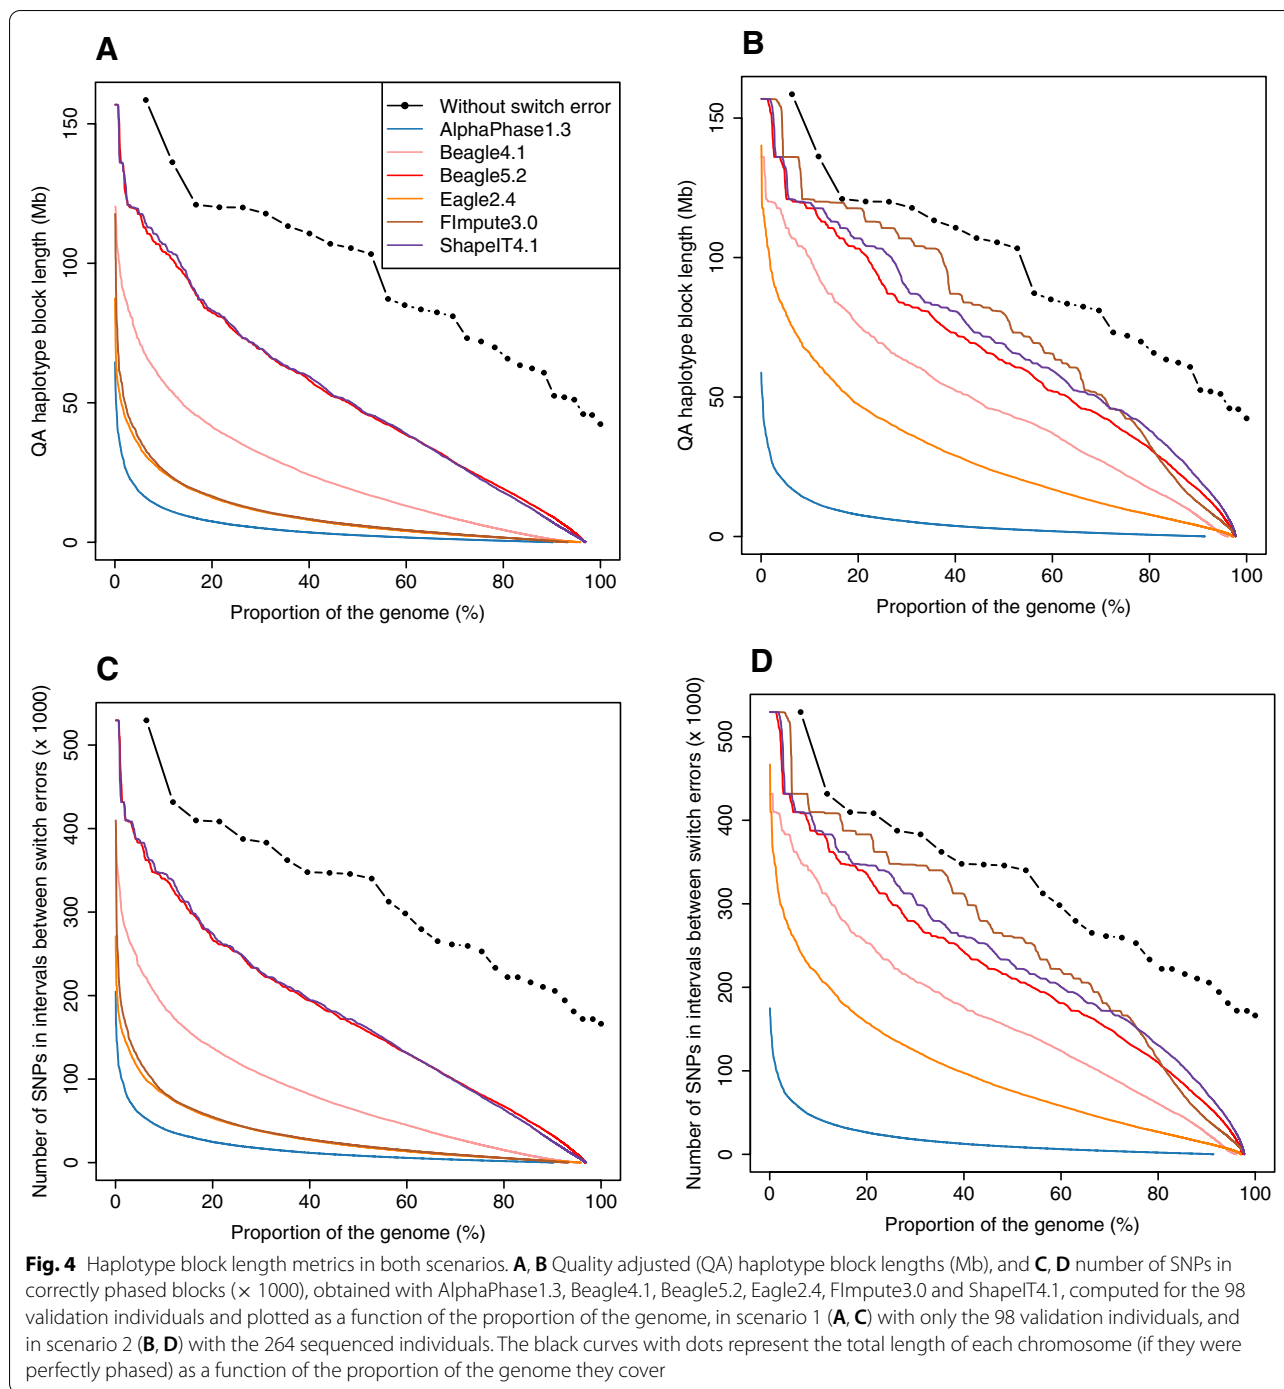 A
QA haplotype block length (Mb)
150
100
50
0
0 20 40 60 80 100
Proportion of the genome (%)
Without switch error
AlphaPhase1.3
Beagle4.1
Beagle5.2
Eagle2.4
FImpute3.0
ShapeIT4.1
B
QA haplotype block length (Mb)
150
100
50
0
0 20 40 60 80 100
Proportion of the genome (%)
C
Number of SNPs in intervals between switch errors (x 1000)
500
400
300
200
100
0
0 20 40 60 80 100
Proportion of the genome (%)
D
Number of SNPs in intervals between switch errors (x 1000)
500
400
300
200
100
0
0 20 40 60 80 100
Proportion of the genome (%)
Fig. 4 Haplotype block length metrics in both scenarios. A, B Quality adjusted (QA) haplotype block lengths (Mb), and C, D number of SNPs in
correctly phased blocks (× 1000), obtained with AlphaPhase1.3, Beagle4.1, Beagle5.2, Eagle2.4, FImpute3.0 and ShapeIT4.1, computed for the 98
validation individuals and plotted as a function of the proportion of the genome, in scenario 1 (A, C) with only the 98 validation individuals, and
in scenario 2 (B, D) with the 264 sequenced individuals. The black curves with dots represent the total length of each chromosome (if they were
perfectly phased) as a function of the proportion of the genome they cover